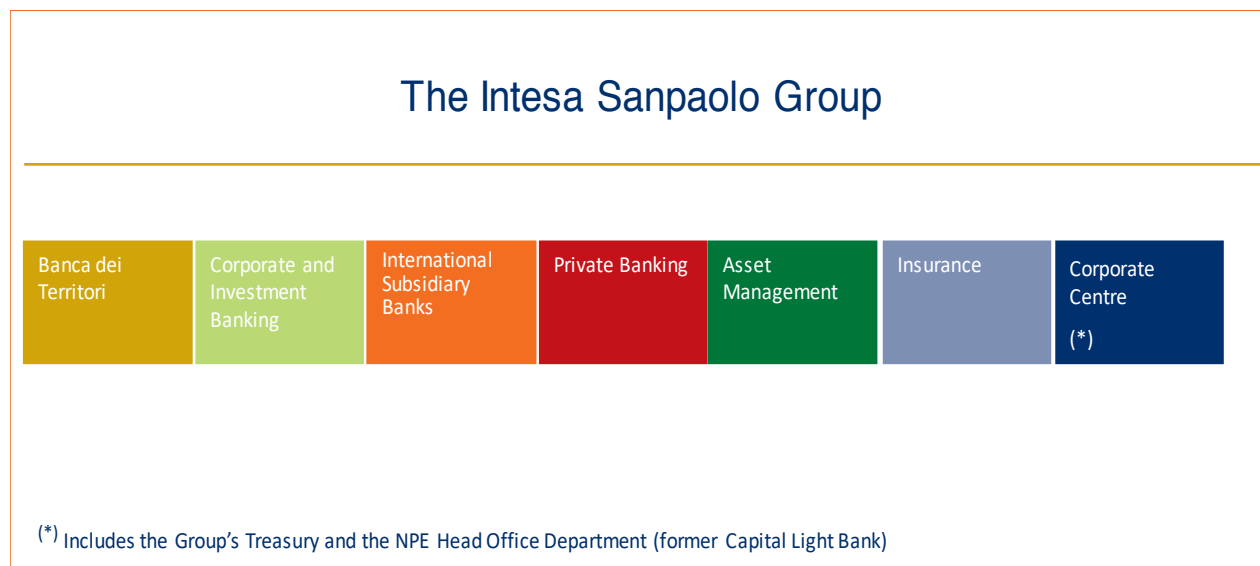 The Intesa Sanpaolo Group
Banca dei
Territori
Corporate and
Investment
Banking
International
Subsidiary
Banks
Private Banking
Asset
Management
Insurance
Corporate
Centre
(*)
(*) Includes the Group’s Treasury and the NPE Head Office Department (former Capital Light Bank)